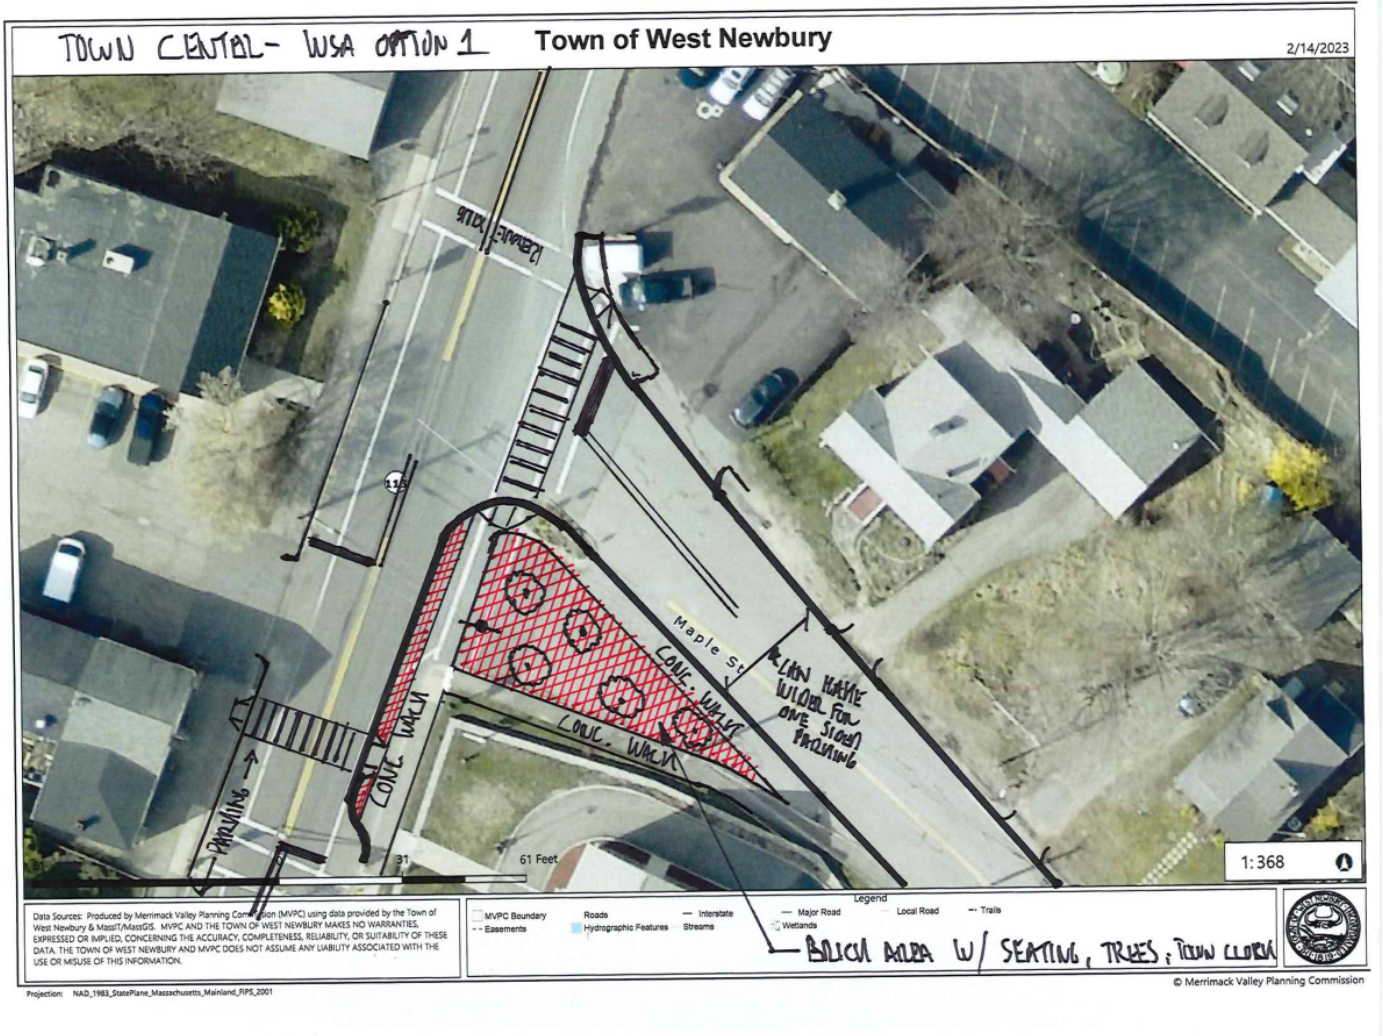 TOWN CENTER - WSA OPTION 1
Town of West Newbury
2/14/2023
REMOVE XWALK
113
Maple St
CONC. WALK
CAN HAVE
WIDER FOR
ONE SIDED
PARKING
CONC. WALK
CONC WALK
PARKING
31
61 Feet
1:368
Data Sources: Produced by Merrimack Valley Planning Commission (MVPC) using data provided by the Town of
West Newbury & MassIT/MassGIS. MVPC AND THE TOWN OF WEST NEWBURY MAKES NO WARRANTIES,
EXPRESSED OR IMPLIED, CONCERNING THE ACCURACY, COMPLETENESS, RELIABILITY, OR SUITABILITY OF THESE
DATA. THE TOWN OF WEST NEWBURY AND MVPC DOES NOT ASSUME ANY LIABILITY ASSOCIATED WITH THE
USE OR MISUSE OF THIS INFORMATION.
Legend
MVPC Boundary
Easements
Roads
Hydrographic Features
Interstate
Streams
Major Road
Wetlands
Local Road
Trails
BRICK AREA W/ SEATING, TREES, TOWN CLOCK
Projection: NAD_1983_StatePlane_Massachusetts_Mainland_FIPS_2001
© Merrimack Valley Planning Commission